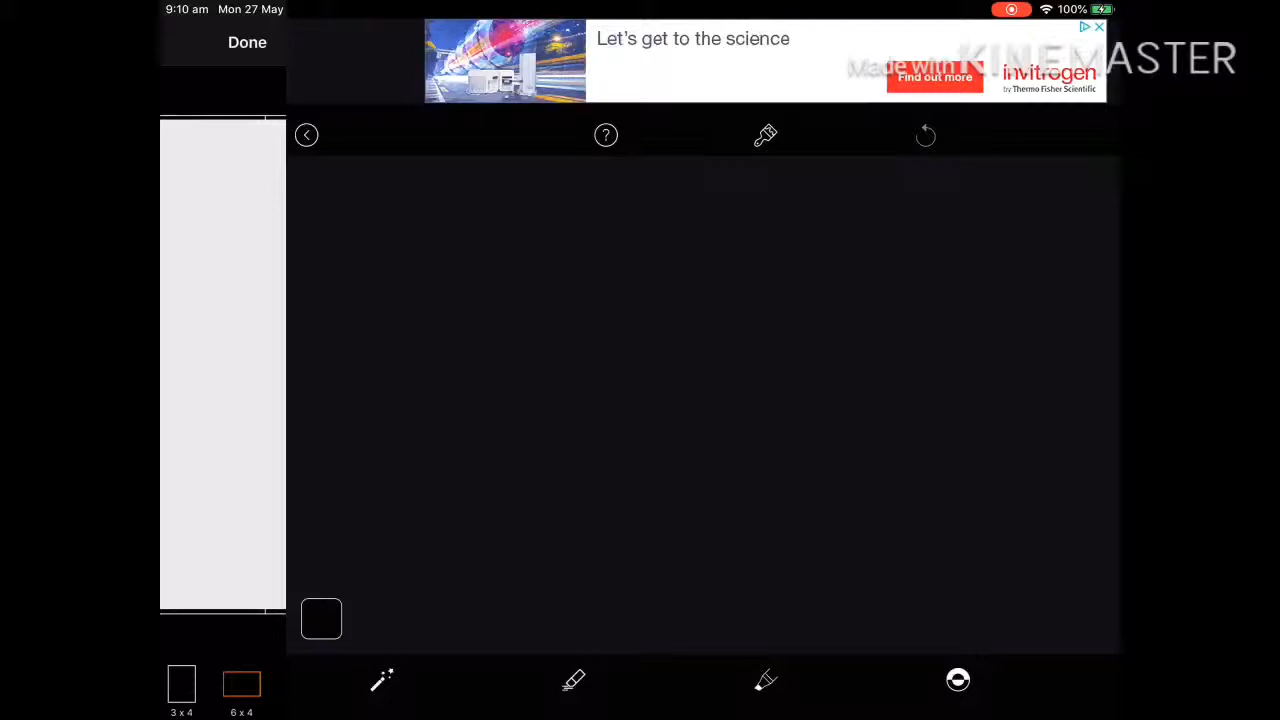 9:10 am Mon 27 May
100%
Done
Let's get to the science
Made with KINEMASTER
Find out more
invitrogen
by Thermo Fisher Scientific
?
3 x 4
6 x 4